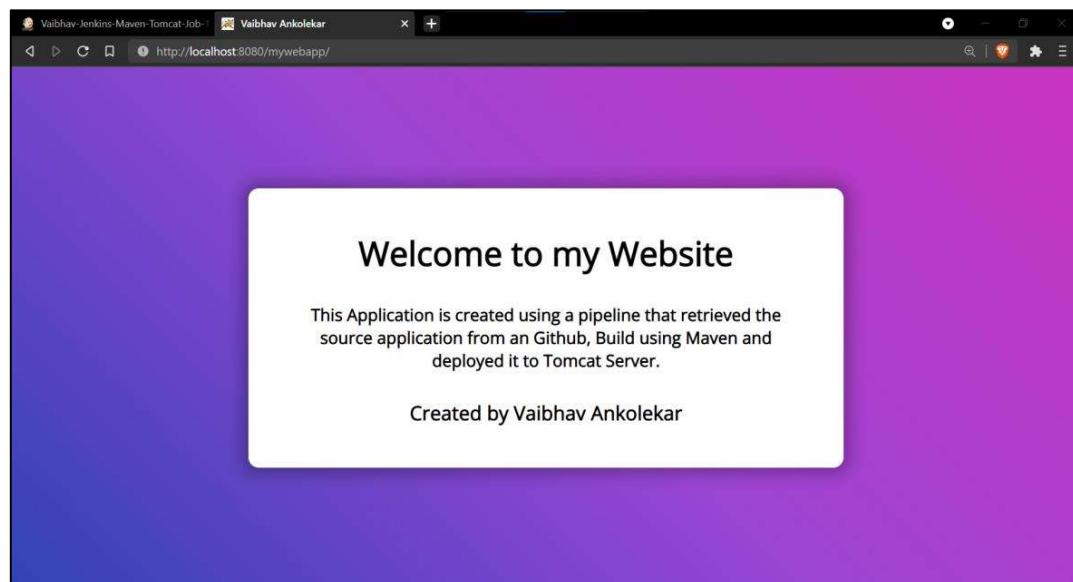 Vaibhav-Jenkins-Maven-Tomcat-Job-
Vaibhav Ankolekar
http://localhost:8080/mywebapp/
Welcome to my Website
This Application is created using a pipeline that retrieved the
source application from an Github, Build using Maven and
deployed it to Tomcat Server.
Created by Vaibhav Ankolekar